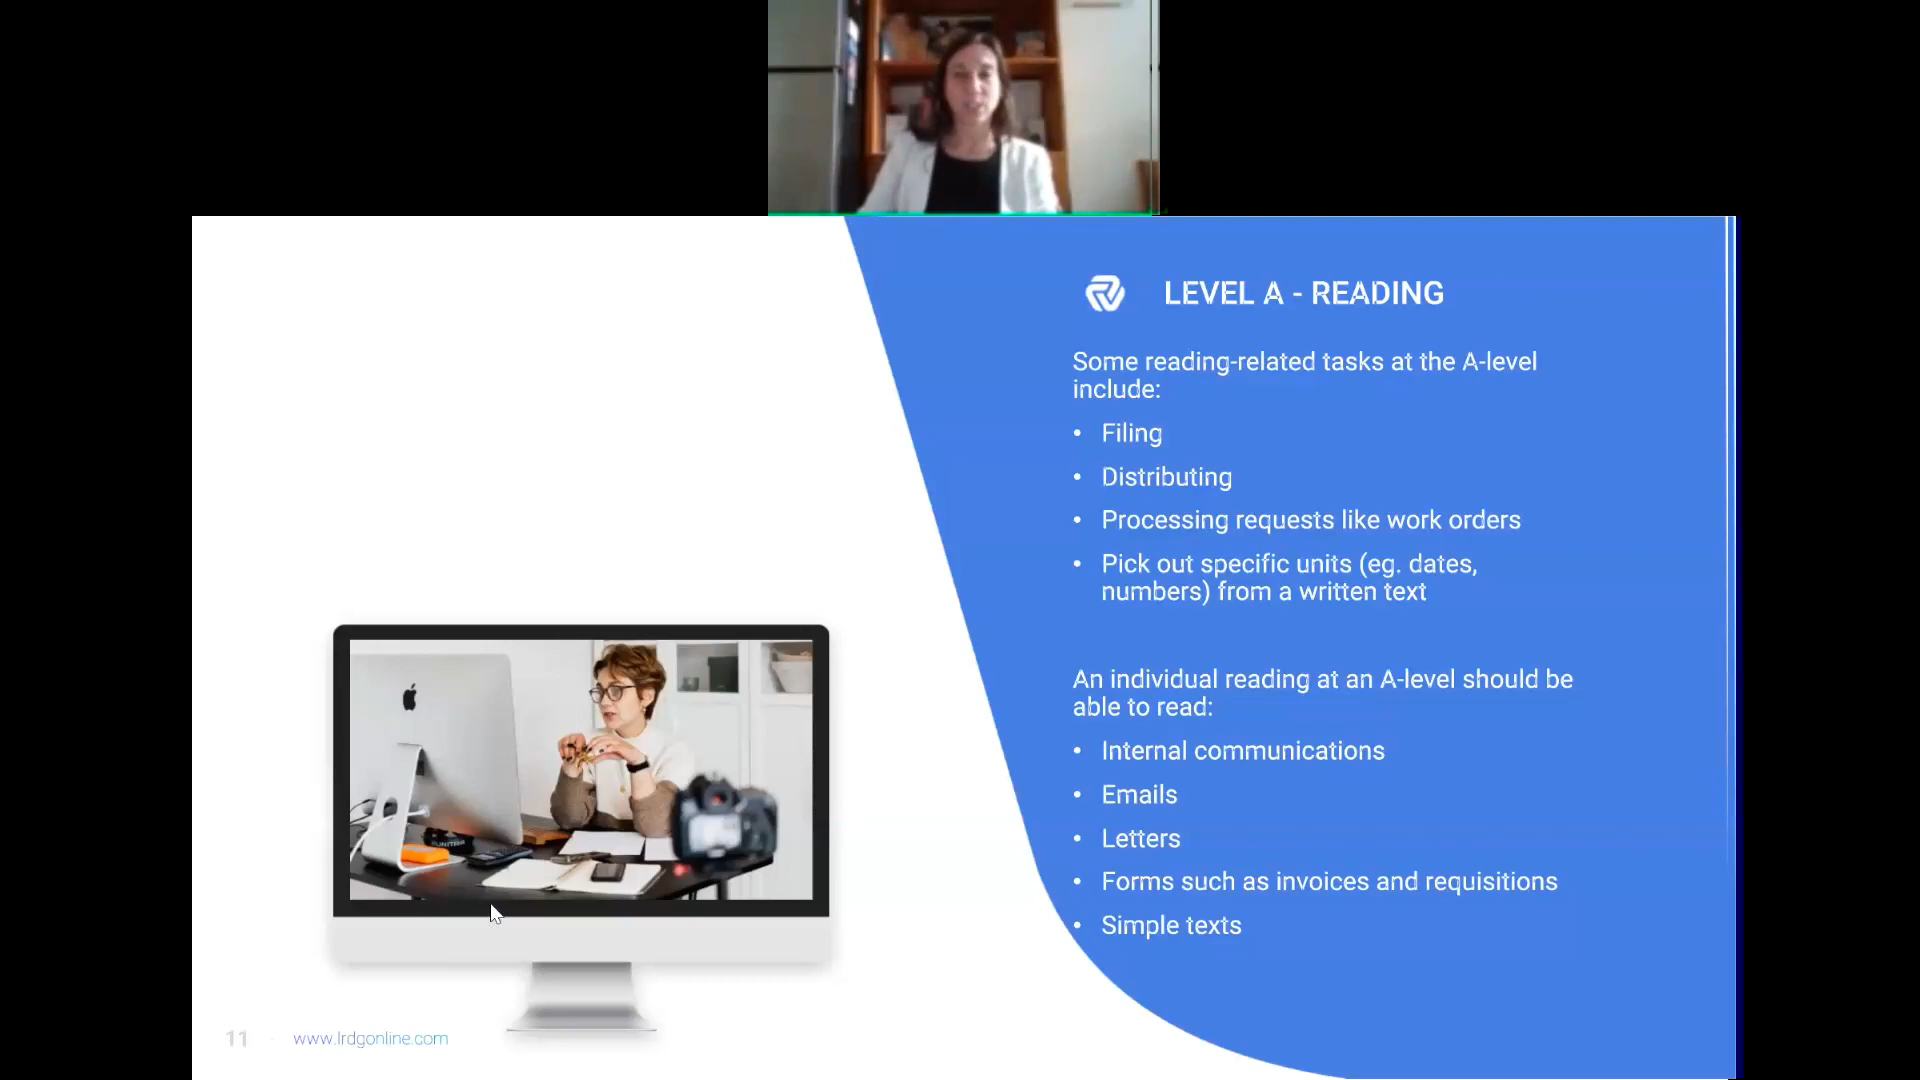 LEVEL A - READING
Some reading-related tasks at the A-level
include:
• Filing
• Distributing
• Processing requests like work orders
• Pick out specific units (eg. dates,
numbers) from a written text
An individual reading at an A-level should be
able to read:
• Internal communications
• Emails
• Letters
• Forms such as invoices and requisitions
• Simple texts
11
www.lrdgonline.com